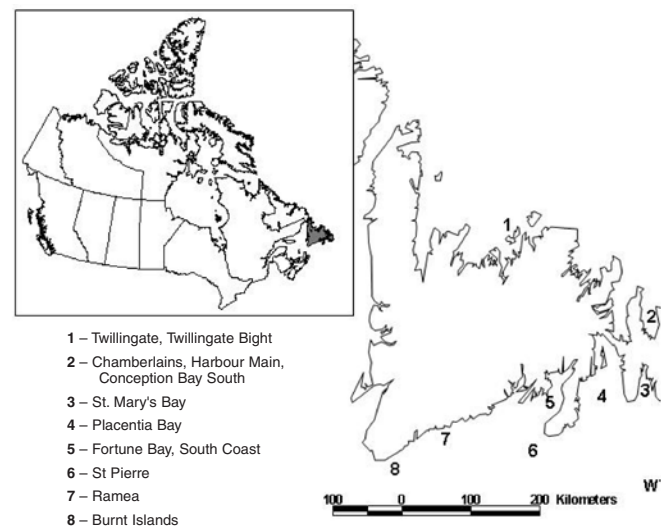 1
2
3
4
5
6
7
8
1 – Twillingate, Twillingate Bight
2 – Chamberlains, Harbour Main,
Conception Bay South
3 – St. Mary's Bay
4 – Placentia Bay
5 – Fortune Bay, South Coast
6 – St Pierre
7 – Ramea
8 – Burnt Islands
100 0 100 200 Kilometers